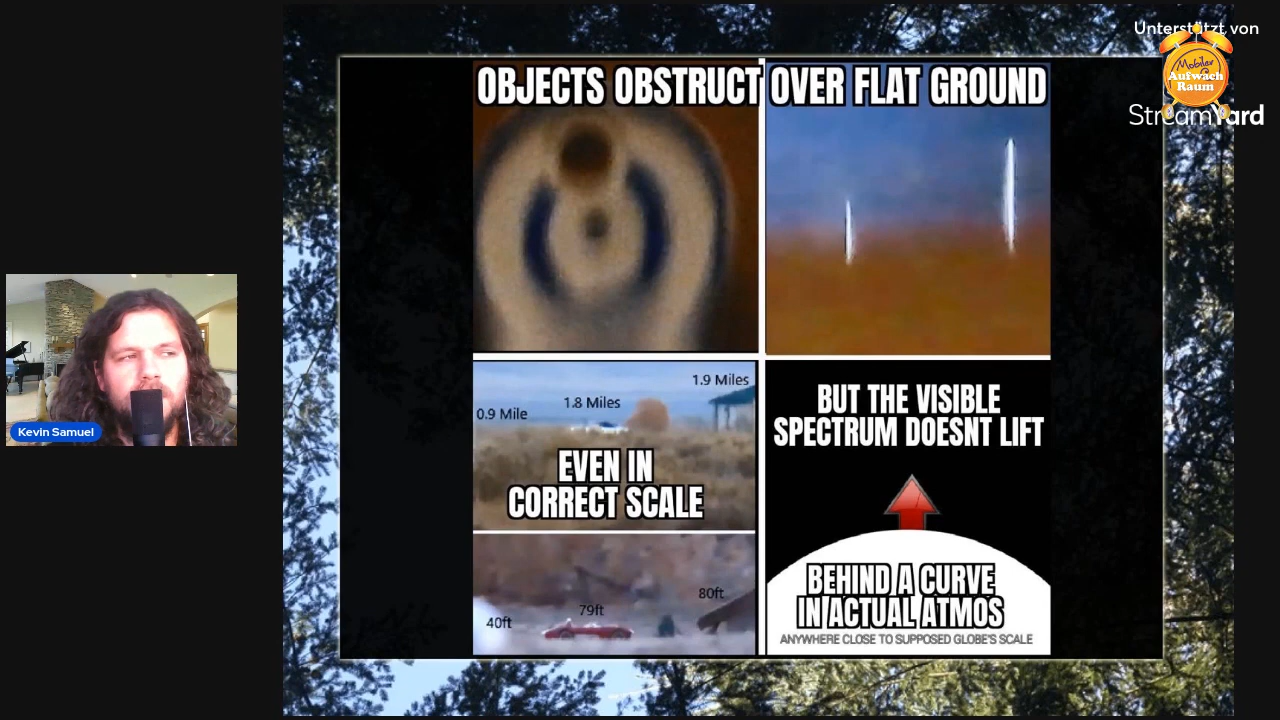 Unterstützt von
Mobiler
Aufwach
Raum
StreamYard
OBJECTS OBSTRUCT OVER FLAT GROUND
1.9 Miles
1.8 Miles
0.9 Mile
EVEN IN
CORRECT SCALE
BUT THE VISIBLE
SPECTRUM DOESNT LIFT
BEHIND A CURVE
IN ACTUAL ATMOS
ANYWHERE CLOSE TO SUPPOSED GLOBE'S SCALE
80ft
79ft
40ft
Kevin Samuel